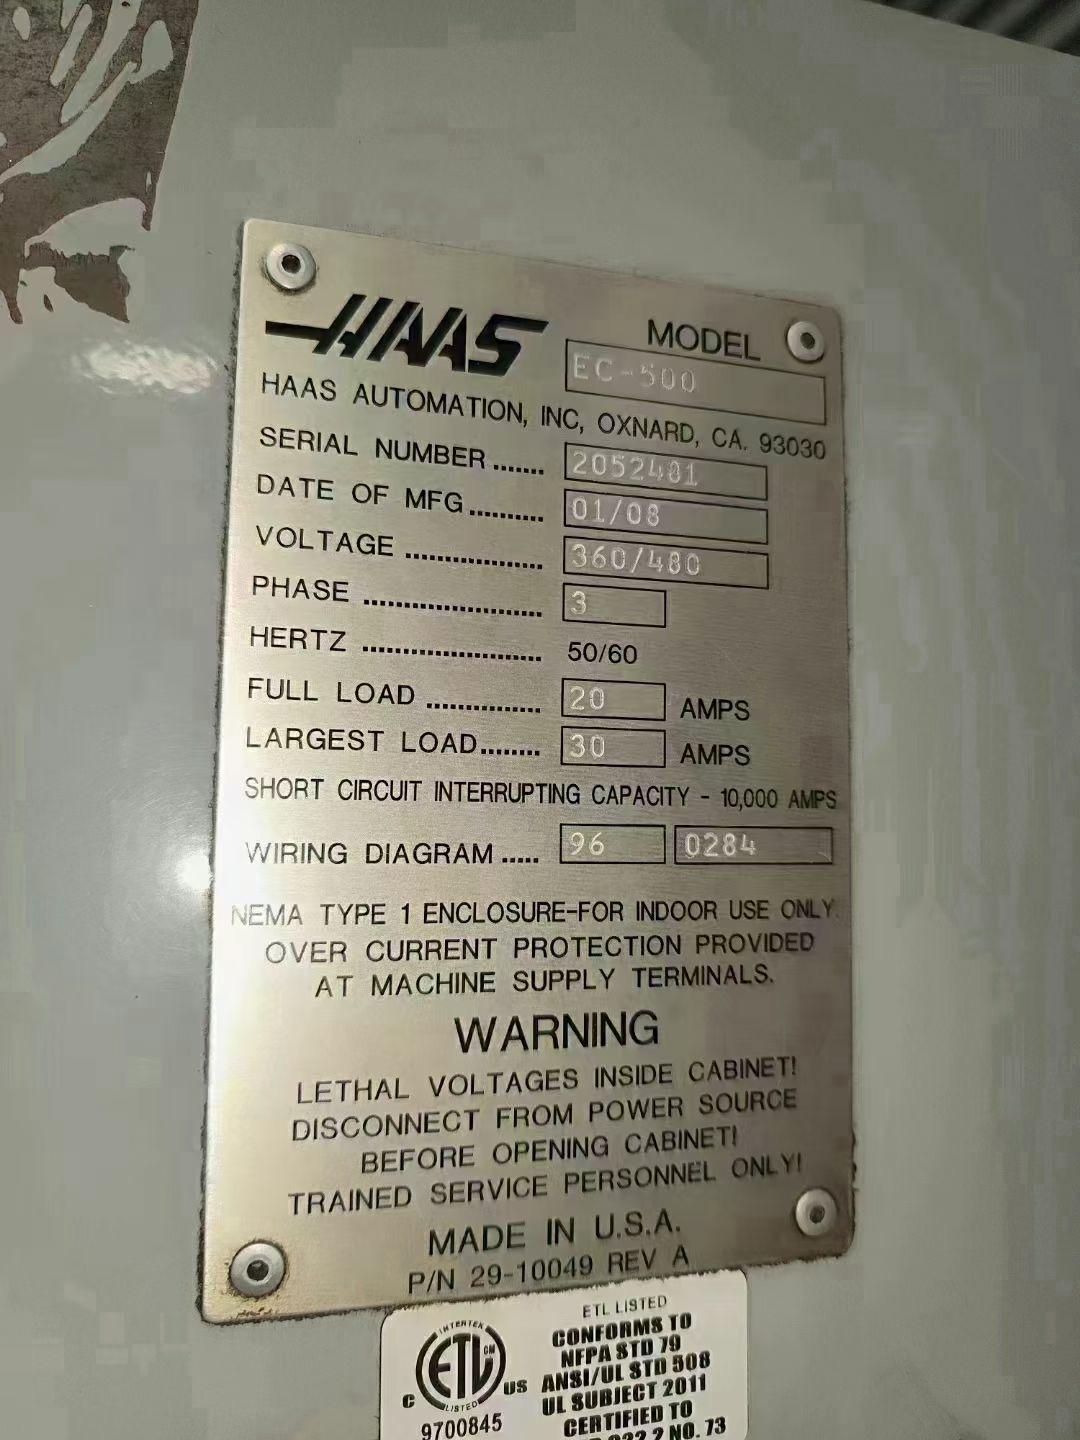 HAAS
MODEL
EC-500
HAAS AUTOMATION, INC, OXNARD, CA. 93030
SERIAL NUMBER ....... 2052481
DATE OF MFG .......... 01/08
VOLTAGE ................. 360/480
PHASE ...................... 3
HERTZ ...................... 50/60
FULL LOAD .............. 20 AMPS
LARGEST LOAD........ 30 AMPS
SHORT CIRCUIT INTERRUPTING CAPACITY - 10,000 AMPS
WIRING DIAGRAM ..... 96 0284
NEMA TYPE 1 ENCLOSURE-FOR INDOOR USE ONLY.
OVER CURRENT PROTECTION PROVIDED
AT MACHINE SUPPLY TERMINALS.
WARNING
LETHAL VOLTAGES INSIDE CABINET!
DISCONNECT FROM POWER SOURCE
BEFORE OPENING CABINET!
TRAINED SERVICE PERSONNEL ONLY!
MADE IN U.S.A.
P/N 29-10049 REV A
INTERTEK
ETL CM
LISTED
C US
9700845
ETL LISTED
CONFORMS TO
NFPA STD 79
ANSI/UL STD 508
UL SUBJECT 2011
CERTIFIED TO
22.2 NO. 73